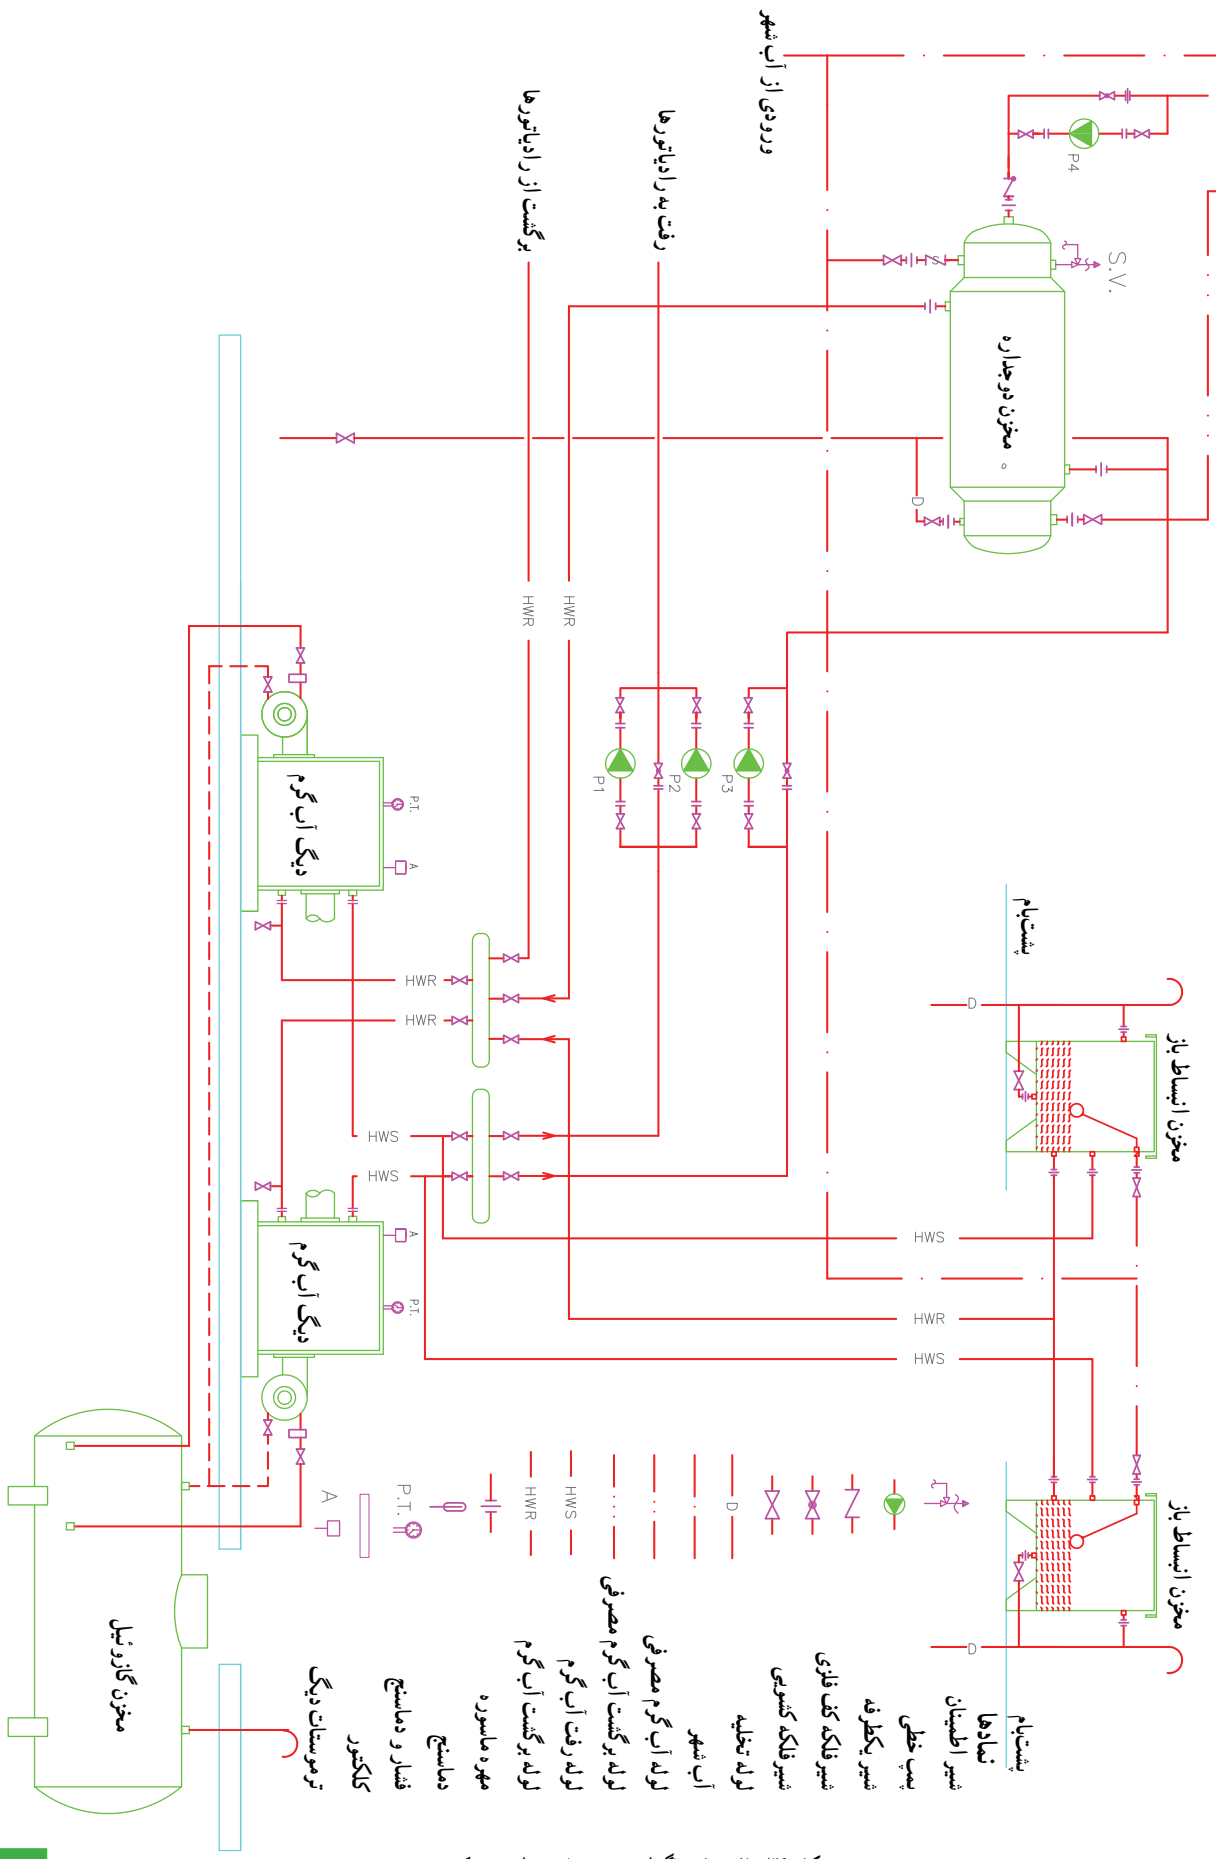 ورودی از آب شهر
برگشت از رادیاتورها
رفت به رادیاتورها
P4
S.V.
S
مخزن دوجداره
D
HWR
HWR
P1
P2
P3
دیگ آب گرم
P.T.
A
HWR
HWR
HWS
HWS
دیگ آب گرم
A
P.T.
پشت‌بام
D
مخزن انبساط باز
HWS
HWR
HWS
مخزن انبساط باز
D
پشت‌بام
مخزن گازوئیل
نمادها
شیر اطمینان
پمپ خطی
شیر یکطرفه
شیر فلکه کف فلزی
شیر فلکه کشویی
D
لوله تخلیه
آب شهر
لوله آب گرم مصرفی
لوله برگشت آب گرم مصرفی
HWS
لوله رفت آب گرم
HWR
لوله برگشت آب گرم
مهره ماسوره
دماسنج
P.T.
فشار و دماسنج
کلکتور
A
ترموستات دیگ